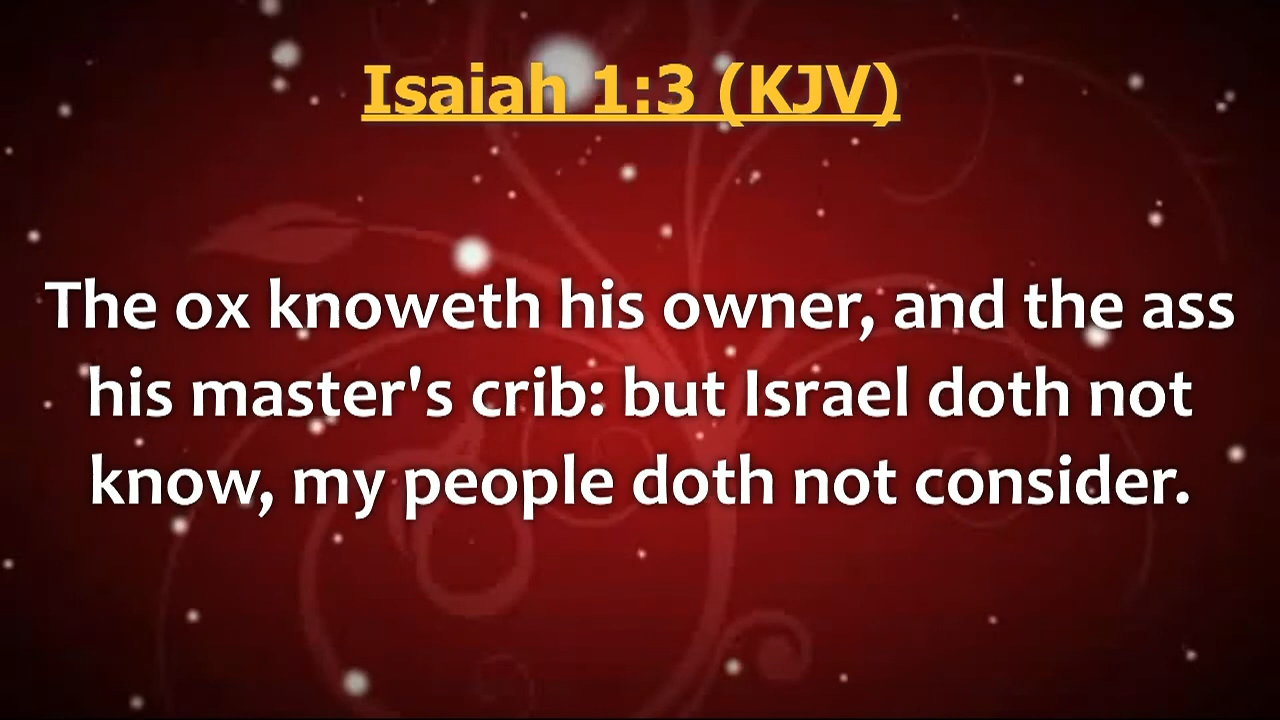 Isaiah 1:3 (KJV)
The ox knoweth his owner, and the ass
his master's crib: but Israel doth not
know, my people doth not consider.